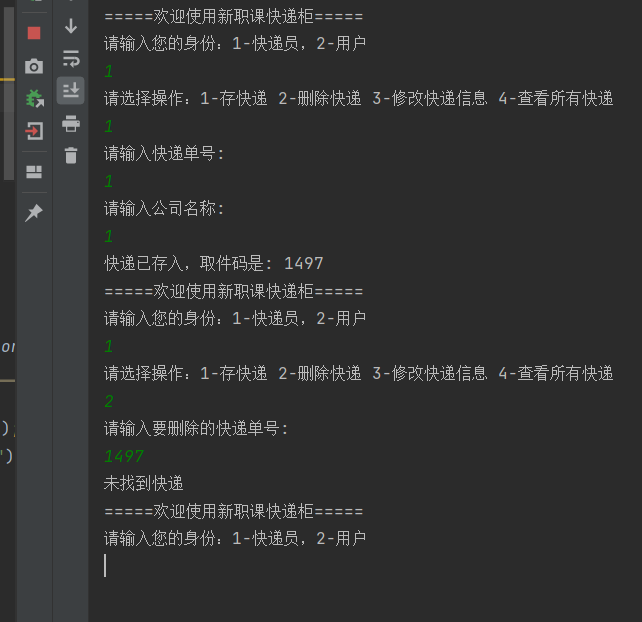 =====欢迎使用新职课快递柜=====
请输入您的身份：1-快递员，2-用户
1
请选择操作：1-存快递 2-删除快递 3-修改快递信息 4-查看所有快递
1
请输入快递单号：
1
请输入公司名称：
1
快递已存入，取件码是: 1497
=====欢迎使用新职课快递柜=====
请输入您的身份：1-快递员，2-用户
1
请选择操作：1-存快递 2-删除快递 3-修改快递信息 4-查看所有快递
2
请输入要删除的快递单号：
1497
未找到快递
=====欢迎使用新职课快递柜=====
请输入您的身份：1-快递员，2-用户